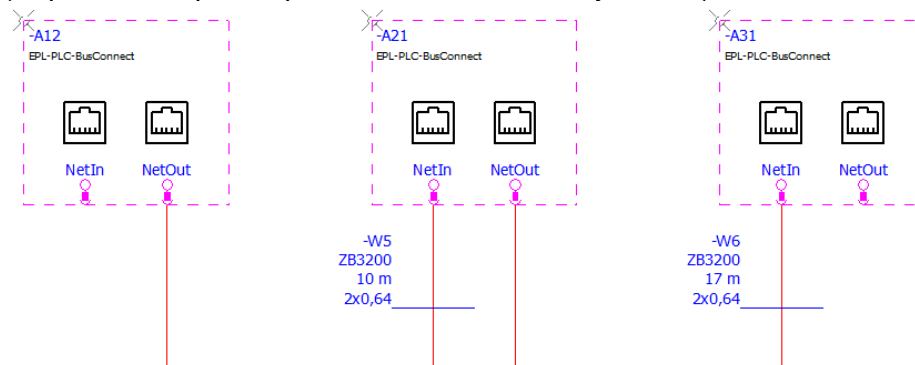 -A12
EPL-PLC-BusConnect
NetIn NetOut
-A21
EPL-PLC-BusConnect
NetIn NetOut
-W5
ZB3200
10 m
2x0,64
-A31
EPL-PLC-BusConnect
NetIn NetOut
-W6
ZB3200
17 m
2x0,64